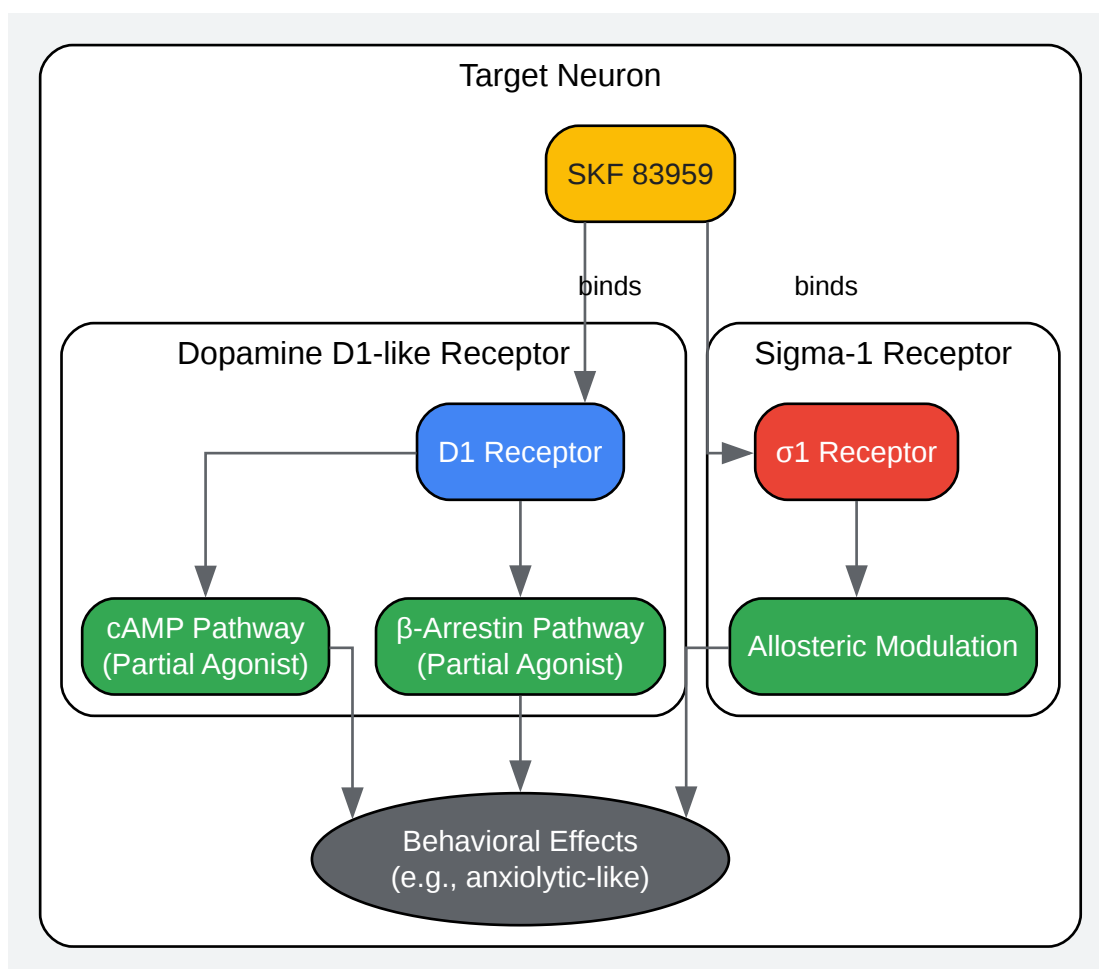 Target Neuron
SKF 83959
binds
binds
Dopamine D1-like Receptor
Sigma-1 Receptor
D1 Receptor
σ1 Receptor
cAMP Pathway
(Partial Agonist)
β-Arrestin Pathway
(Partial Agonist)
Allosteric Modulation
Behavioral Effects
(e.g., anxiolytic-like)